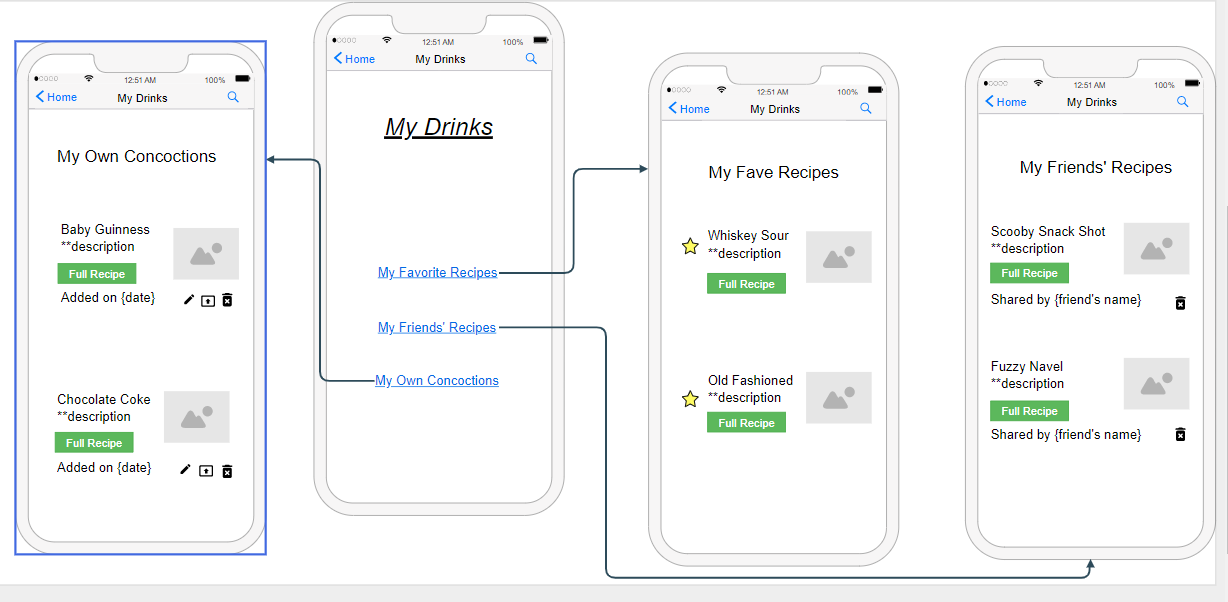 12:51 AM 100%
Home My Drinks
My Own Concoctions
Baby Guinness
**description
Full Recipe
Added on {date}
Chocolate Coke
**description
Full Recipe
Added on {date}
12:51 AM 100%
Home My Drinks
My Drinks
My Favorite Recipes
My Friends' Recipes
My Own Concoctions
12:51 AM 100%
Home My Drinks
My Fave Recipes
Whiskey Sour
**description
Full Recipe
Old Fashioned
**description
Full Recipe
12:51 AM 100%
Home My Drinks
My Friends' Recipes
Scooby Snack Shot
**description
Full Recipe
Shared by {friend's name}
Fuzzy Navel
**description
Full Recipe
Shared by {friend's name}